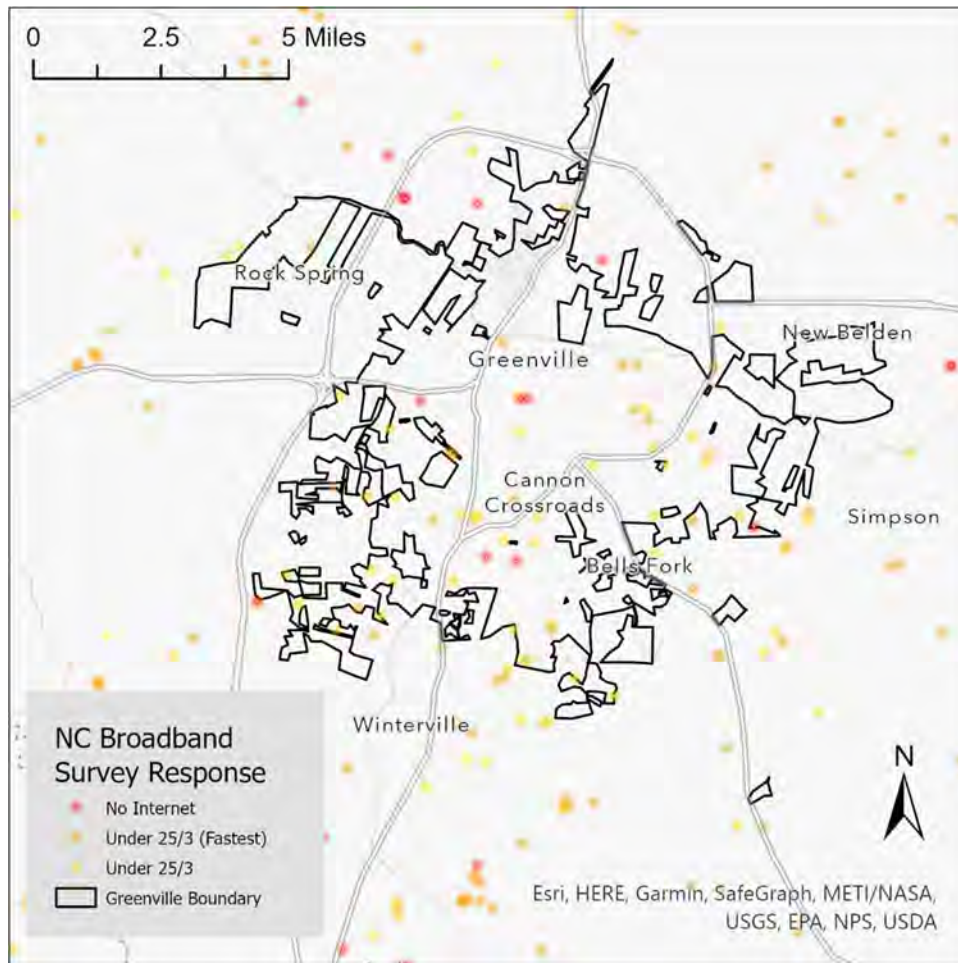 0 2.5 5 Miles
Rock Spring
New Belden
Greenville
Cannon
Crossroads
Simpson
Bells Fork
Winterville
NC Broadband
Survey Response
No Internet
Under 25/3 (Fastest)
Under 25/3
Greenville Boundary
N
Esri, HERE, Garmin, SafeGraph, METI/NASA,
USGS, EPA, NPS, USDA